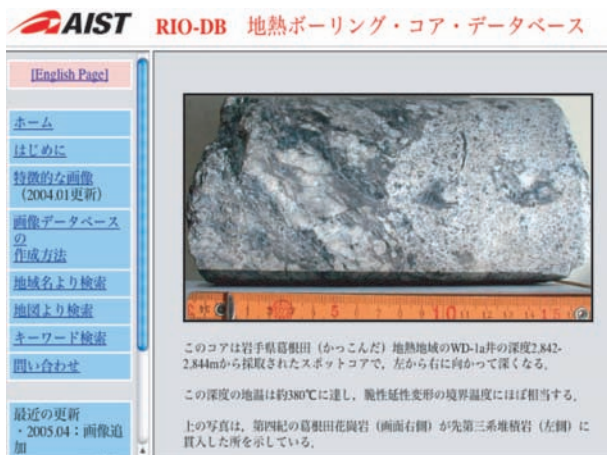 AIST RIO-DB 地熱ボーリング・コア・データベース
[English Page]
ホーム
はじめに
特徴的な画像
（2004.01更新）
画像データベース
の
作成方法
地域名より検索
地図より検索
キーワード検索
問い合わせ
最近の更新
・2005.04：画像追
加
5
10
このコアは岩手県葛根田（かっこんだ）地熱地域のWD-1a井の深度2,842-
2,844mから採取されたスポットコアで，左から右に向かって深くなる．
この深度の地温は約380℃に達し，脆性延性変形の境界温度にほぼ相当する．
上の写真は，第四紀の葛根田花崗岩（画面右側）が先第三系堆積岩（左側）に
貫入した所を示している．